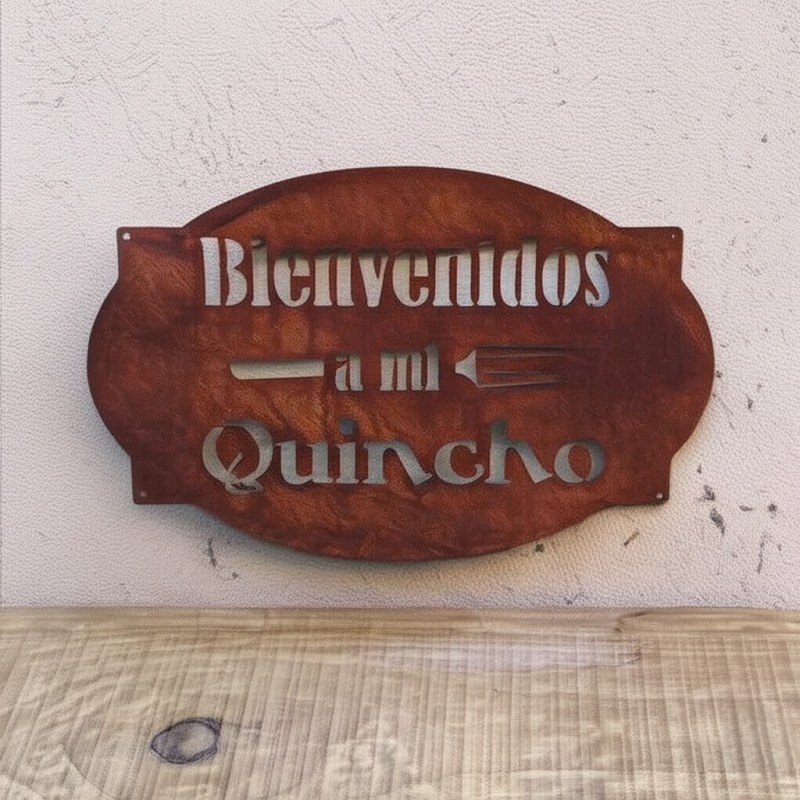 Bienvenidos
a mi
Quincho